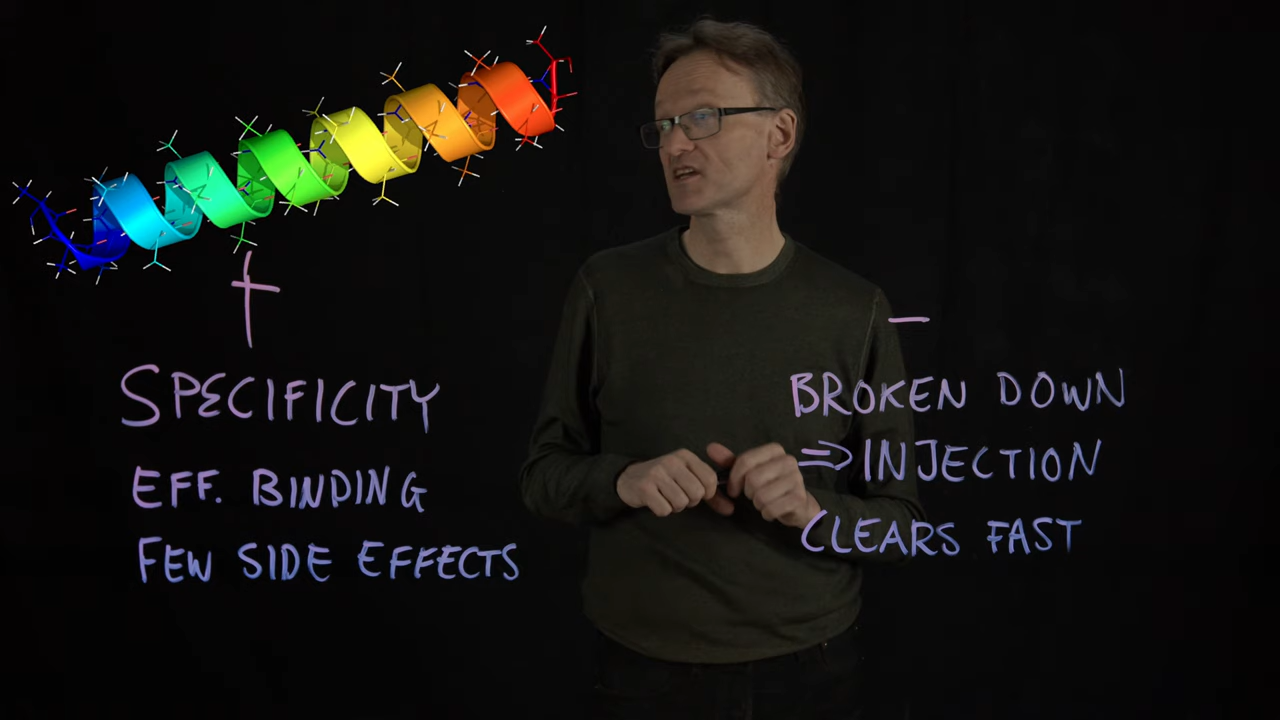 +
SPECIFICITY
EFF. BINDING
FEW SIDE EFFECTS
-
BROKEN DOWN
⇒ INJECTION
CLEARS FAST